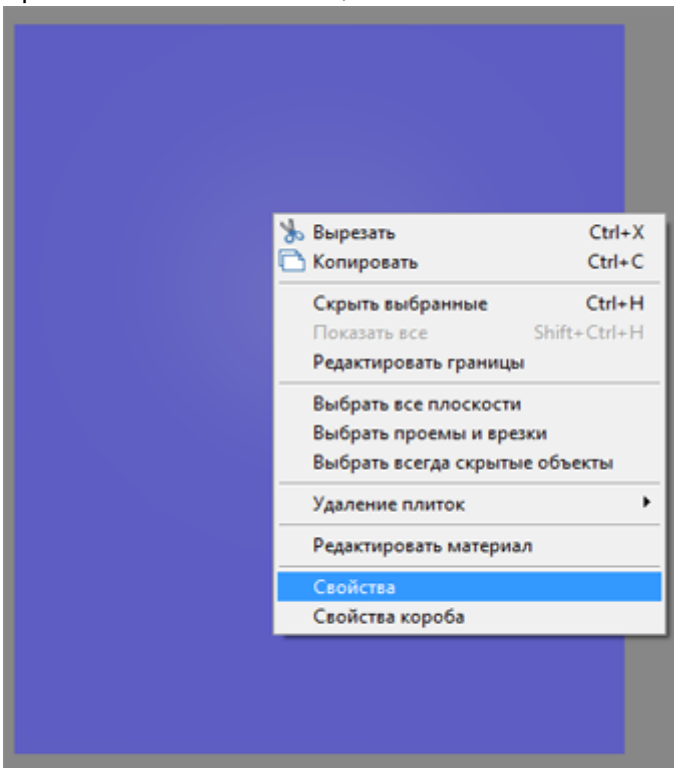 Вырезать Ctrl+X
Копировать Ctrl+C
Скрыть выбранные Ctrl+H
Показать все Shift+Ctrl+H
Редактировать границы
Выбрать все плоскости
Выбрать проемы и врезки
Выбрать всегда скрытые объекты
Удаление плиток
Редактировать материал
Свойства
Свойства короба